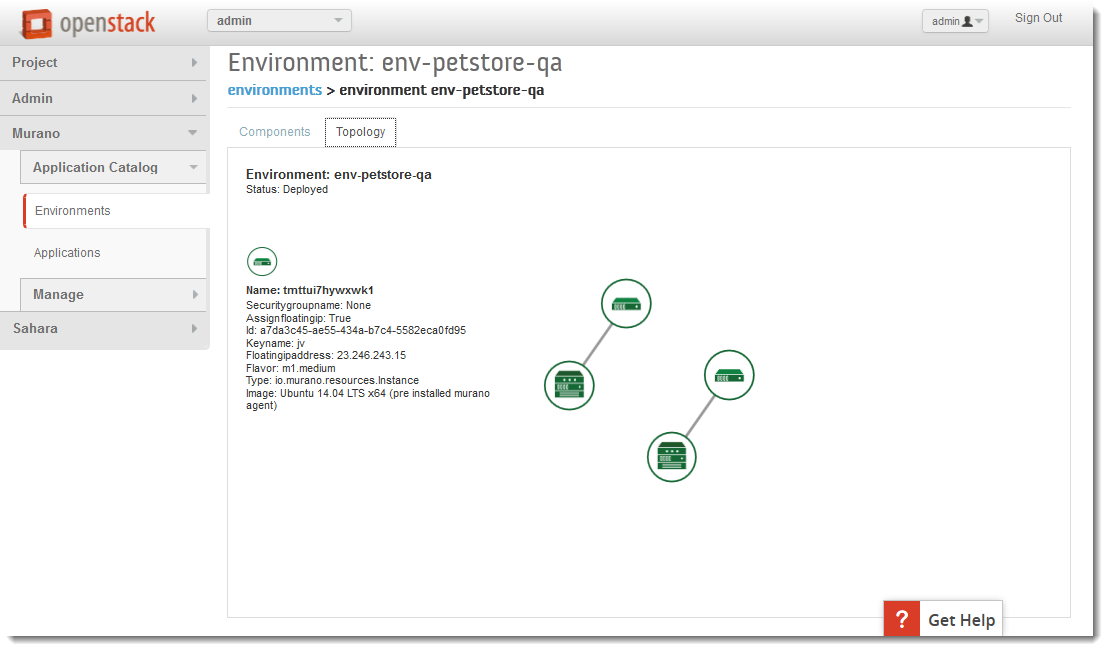 openstack
admin
admin
Sign Out
Project
Admin
Murano
Application Catalog
Environments
Applications
Manage
Sahara
Environment: env-petstore-qa
environments > environment env-petstore-qa
Components
Topology
Environment: env-petstore-qa
Status: Deployed
Name: tmttui7hywxwk1
Securitygroupname: None
Assignfloatingip: True
Id: a7da3c45-ae55-434a-b7c4-5582eca0fd95
Keyname: jv
Floatingipaddress: 23.246.243.15
Flavor: m1.medium
Type: io.murano.resources.Instance
Image: Ubuntu 14.04 LTS x64 (pre installed murano
agent)
? Get Help